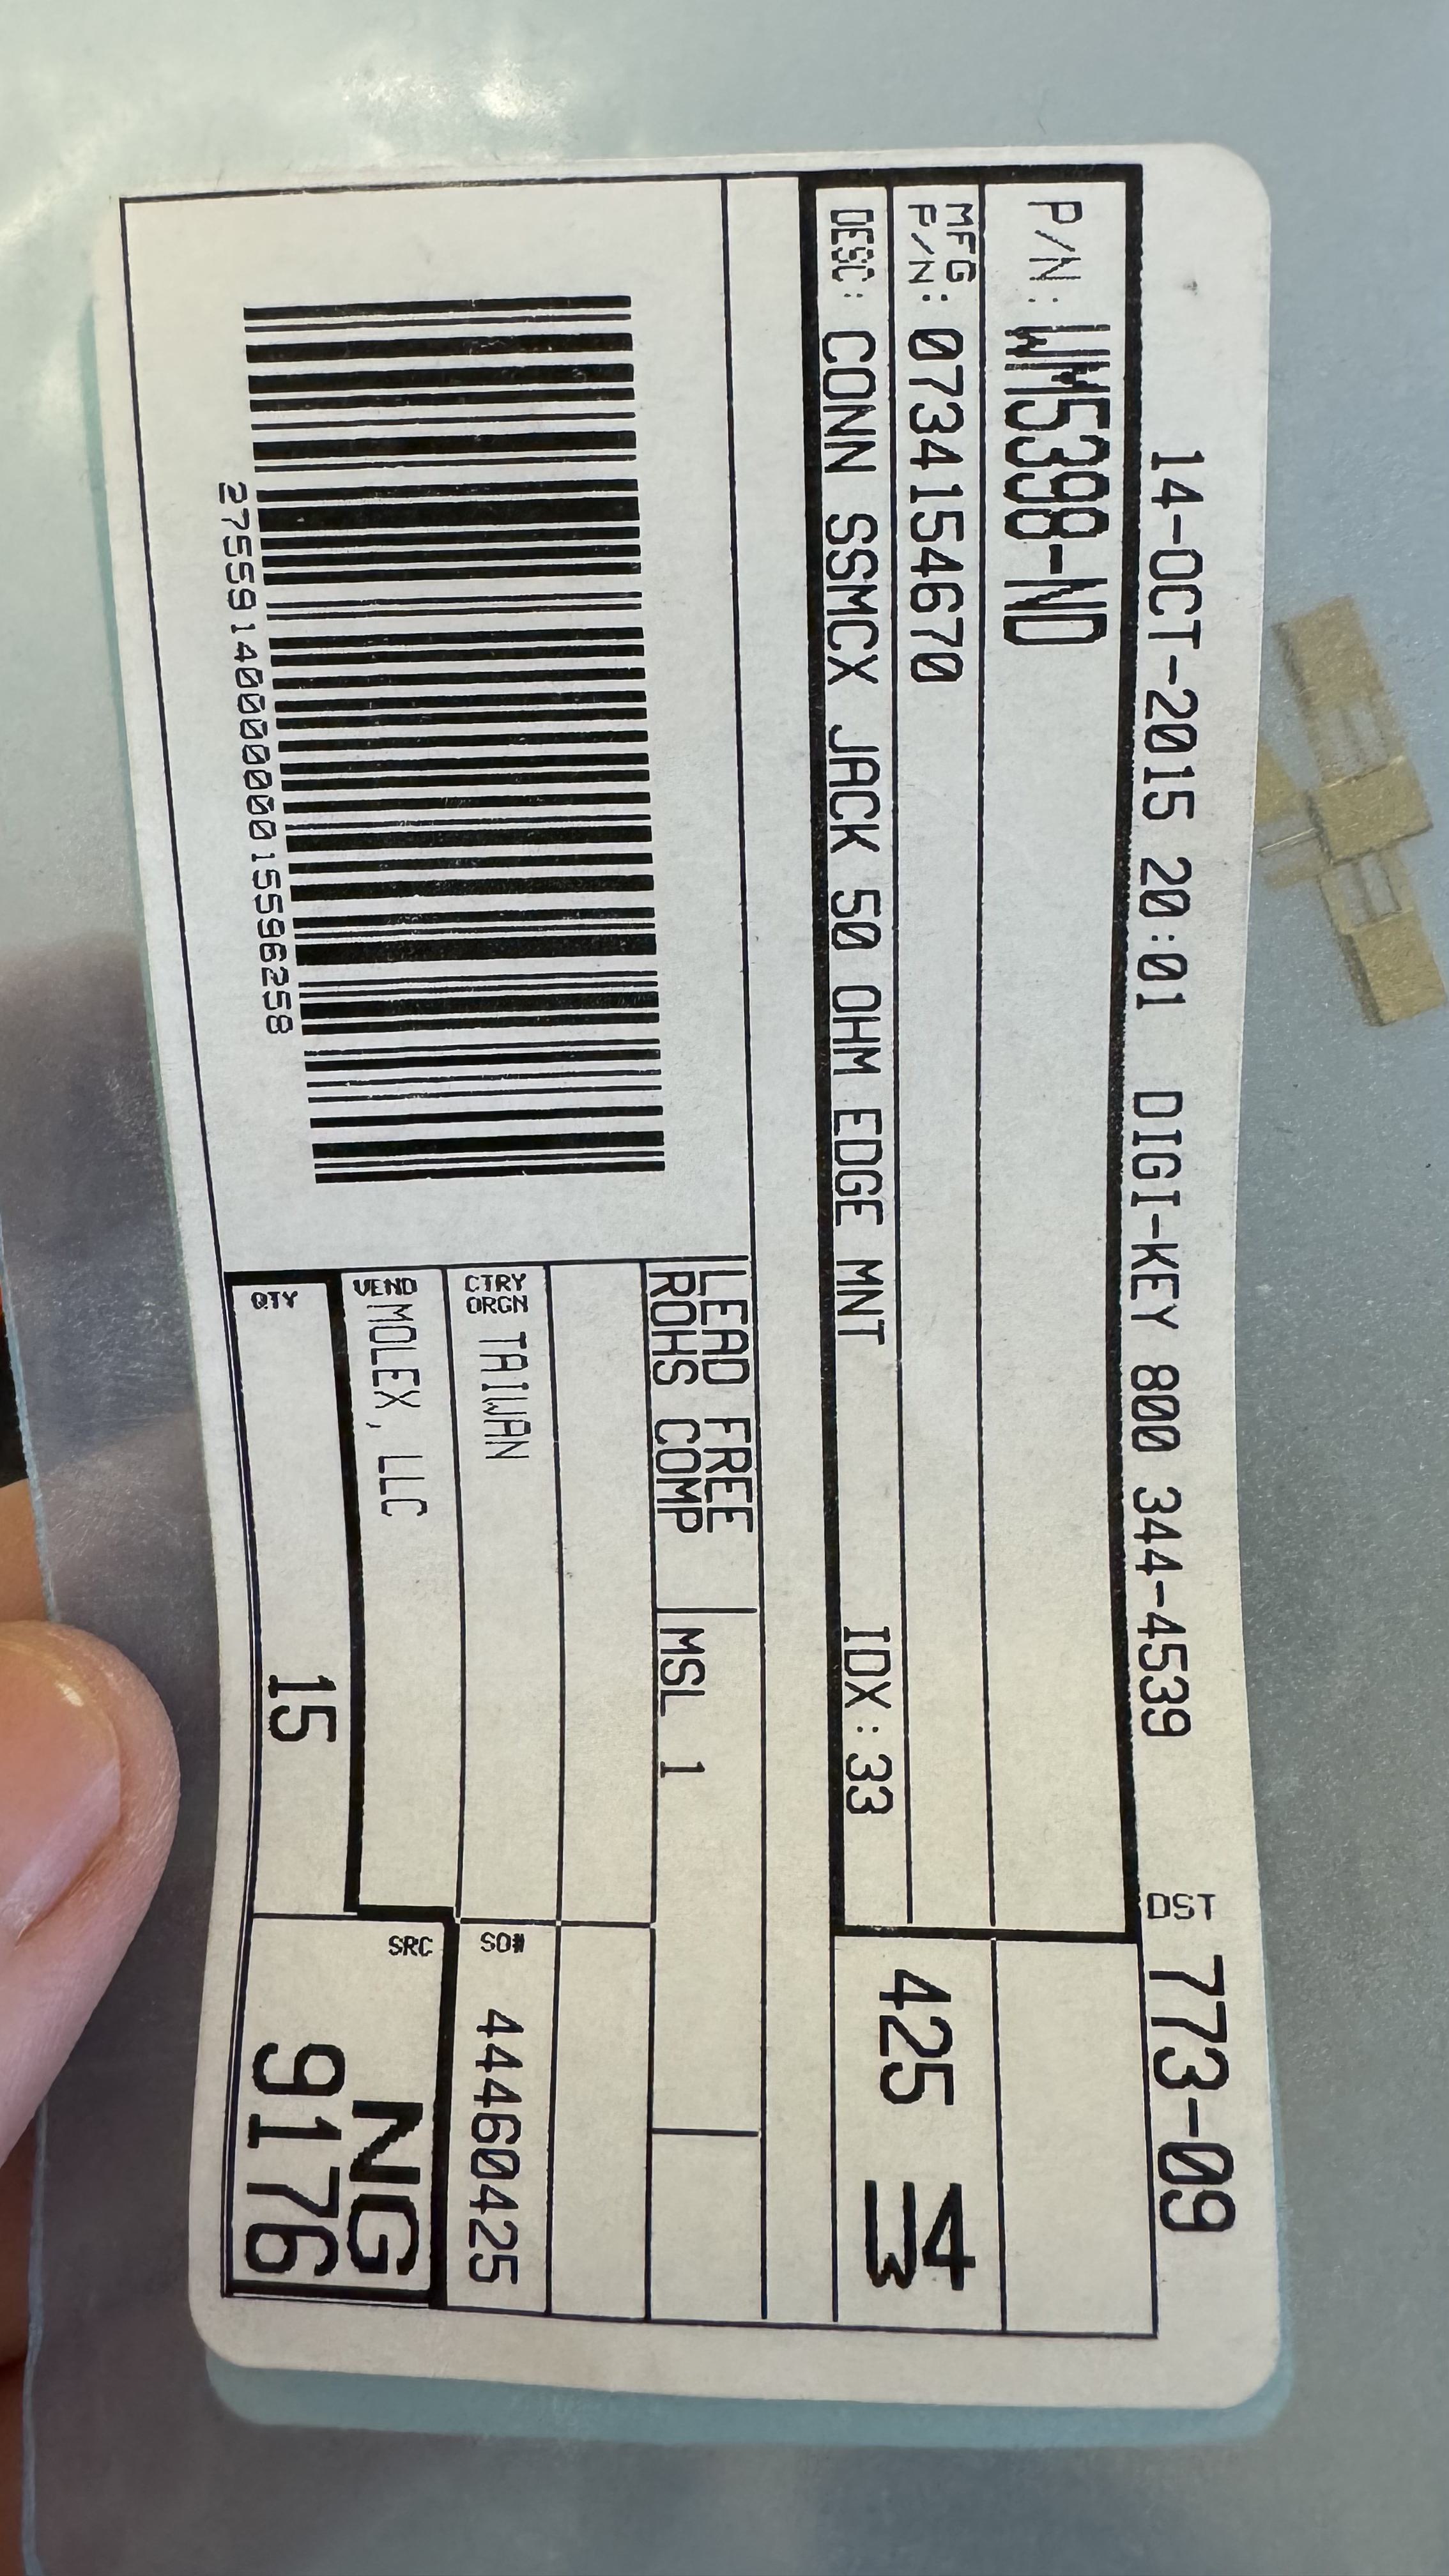 14-OCT-2015 20:01 DIGI-KEY 800 344-4539 DST 773-09
P/N: WM5398-ND
MFG
P/N: 0734154670
DESC: CONN SSMCX JACK 50 OHM EDGE MNT IDX:33
425
LEAD FREE
ROHS COMP
MSL 1
CTRY
ORGN TAIWAN
SO# 44460425
VEND MOLEX, LLC
QTY 15
SRC NG
9176